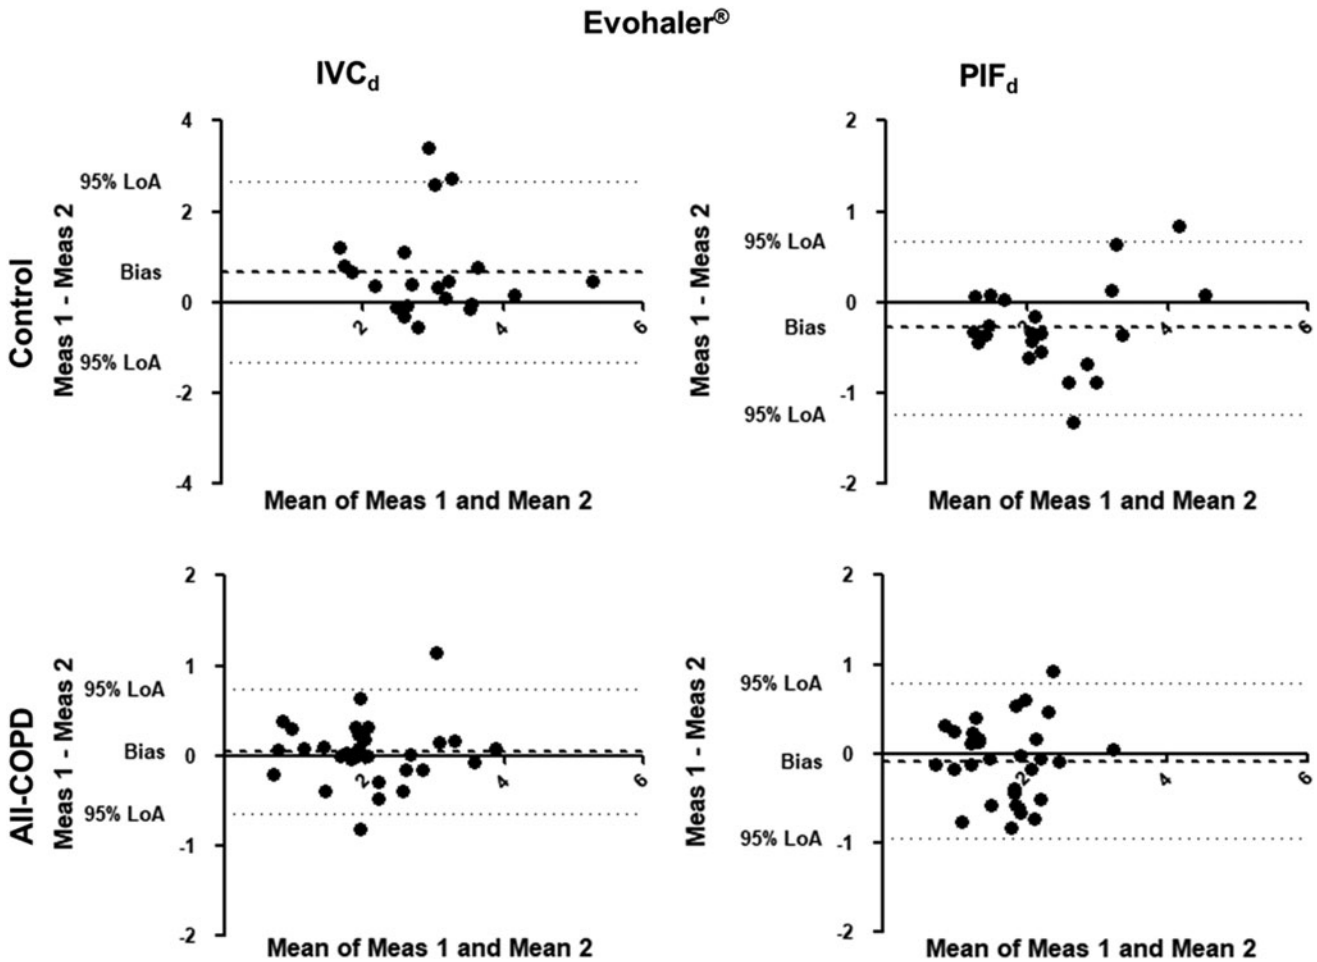 Evohaler®
IVCd
PIFd
Control
Meas 1 - Meas 2
4
95% LoA
2
Bias
0
95% LoA
-2
-4
2
4
6
Mean of Meas 1 and Mean 2
Meas 1 - Meas 2
2
1
95% LoA
0
Bias
-1
95% LoA
-2
2
4
6
Mean of Meas 1 and Mean 2
All-COPD
Meas 1 - Meas 2
2
1
95% LoA
Bias
0
95% LoA
-1
-2
2
4
6
Mean of Meas 1 and Mean 2
Meas 1 - Meas 2
2
1
95% LoA
0
Bias
95% LoA
-1
-2
2
4
6
Mean of Meas 1 and Mean 2